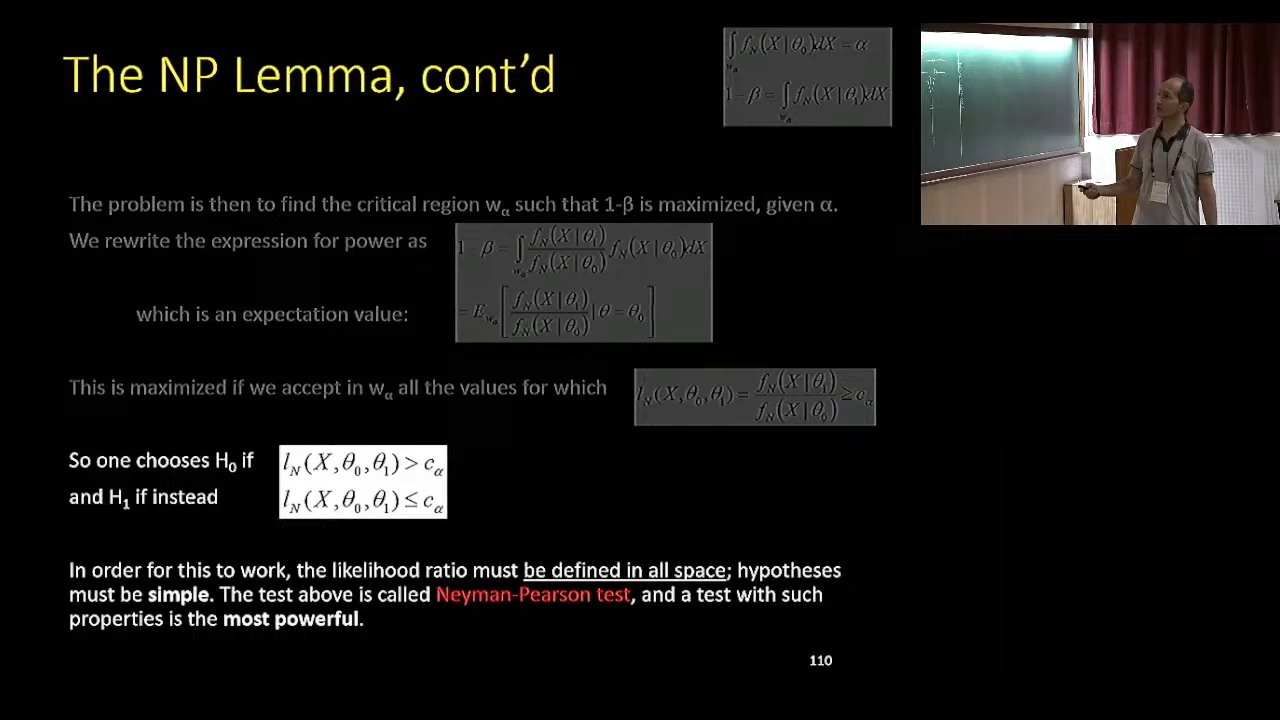 The NP Lemma, cont’d
∫_{w_α} f_N(X | θ_0)dX = α
1 − β = ∫_{w_α} f_N(X | θ_1)dX
The problem is then to find the critical region w_α such that 1-β is maximized, given α.
We rewrite the expression for power as
1 − β = ∫_{w_α} f_N(X | θ_1) / f_N(X | θ_0) f_N(X | θ_0)dX
which is an expectation value:
= E_{w_α}[ f_N(X | θ_1) / f_N(X | θ_0) | θ = θ_0 ]
This is maximized if we accept in w_α all the values for which l_N(X,θ_0,θ_1) = f_N(X | θ_1) / f_N(X | θ_0) ≥ c_α
So one chooses H_0 if l_N(X,θ_0,θ_1) > c_α
and H_1 if instead l_N(X,θ_0,θ_1) ≤ c_α
In order for this to work, the likelihood ratio must be defined in all space; hypotheses
must be simple. The test above is called Neyman-Pearson test, and a test with such
properties is the most powerful.
110